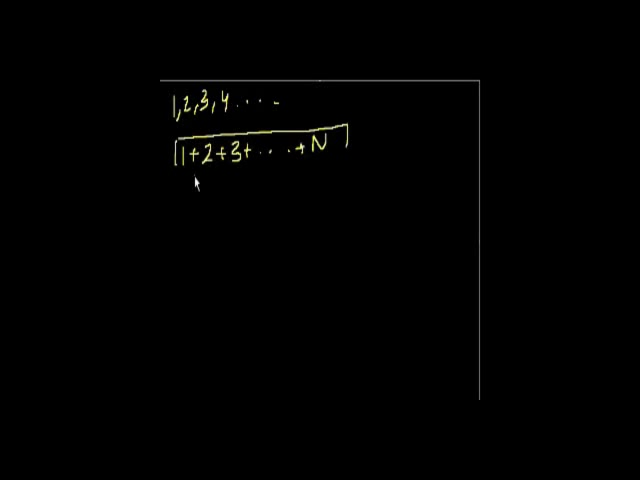 1,2,3,4 ....
1+2+3+ .... +N